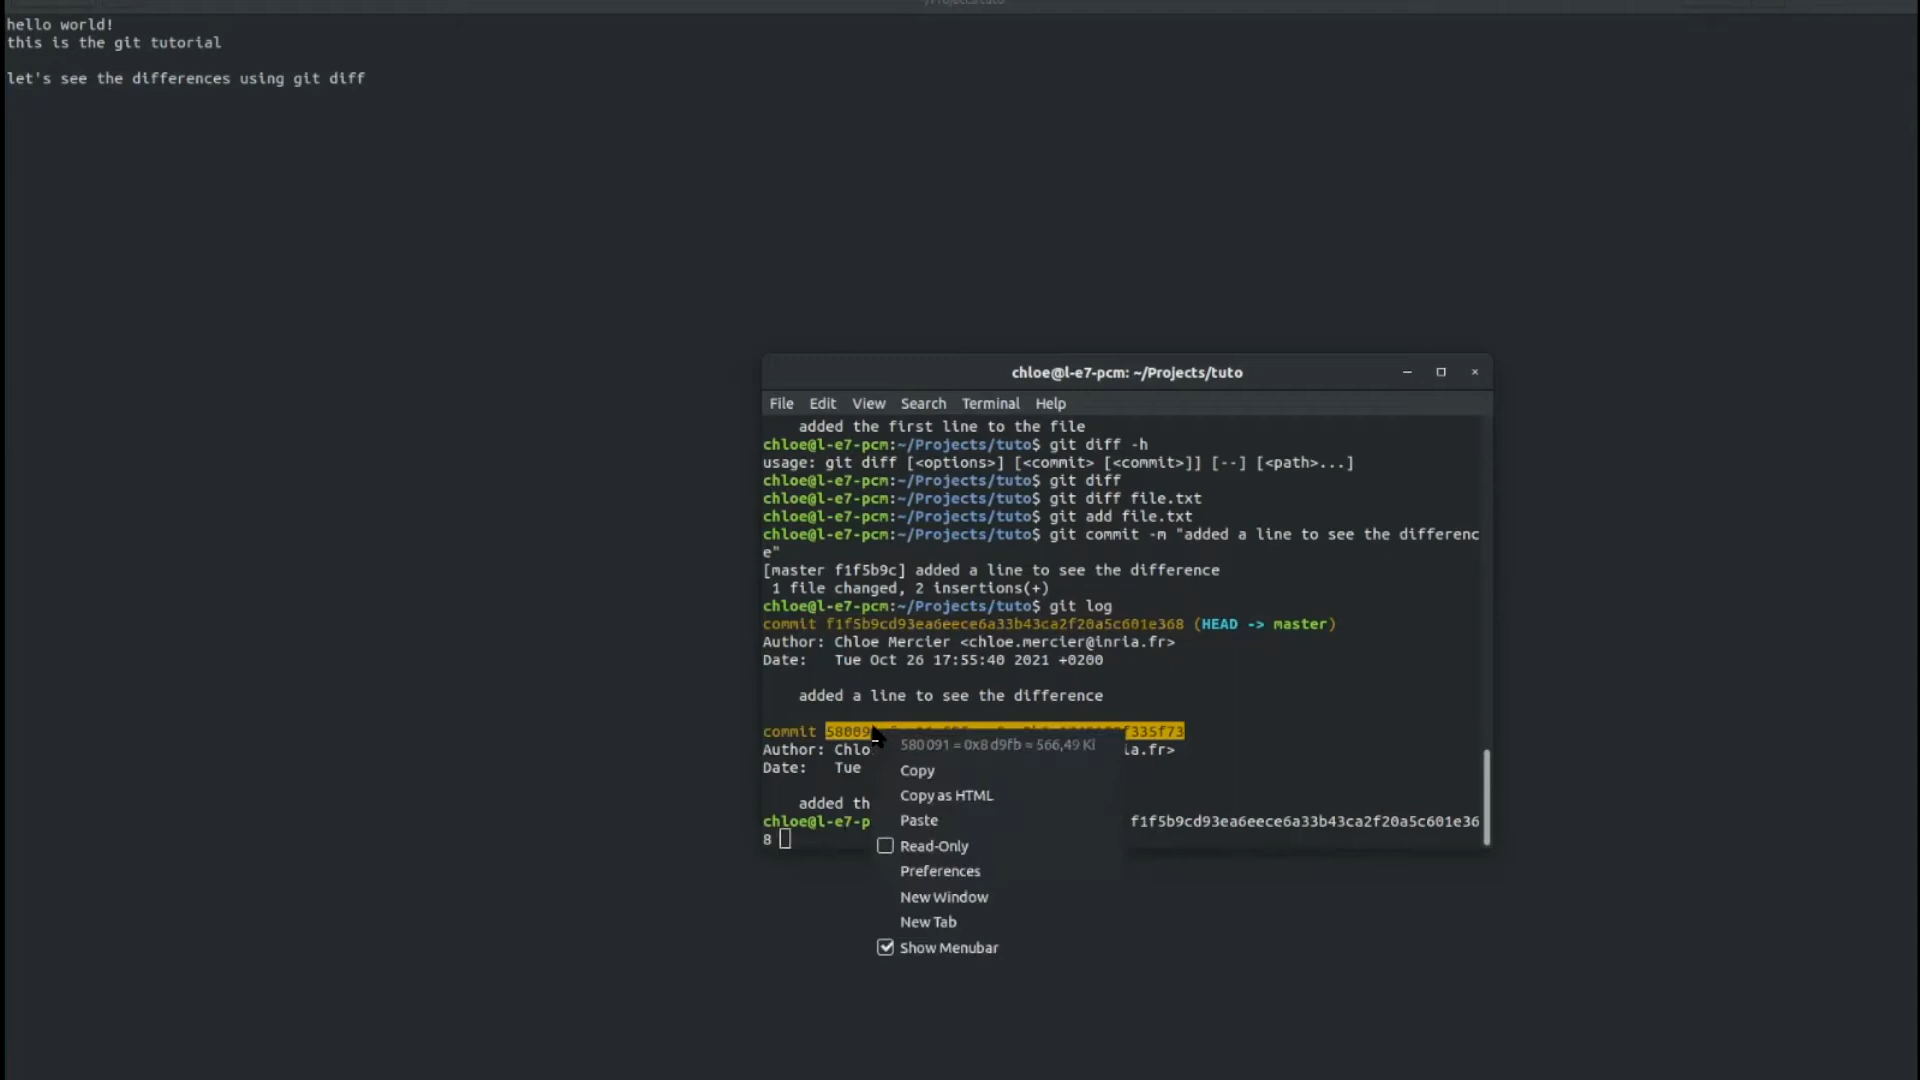 hello world!
this is the git tutorial
let's see the differences using git diff
chloe@l-e7-pcm: ~/Projects/tuto
File Edit View Search Terminal Help
added the first line to the file
chloe@l-e7-pcm:~/Projects/tuto$ git diff -h
usage: git diff [<options>] [<commit> [<commit>]] [--] [<path>...]
chloe@l-e7-pcm:~/Projects/tuto$ git diff
chloe@l-e7-pcm:~/Projects/tuto$ git diff file.txt
chloe@l-e7-pcm:~/Projects/tuto$ git add file.txt
chloe@l-e7-pcm:~/Projects/tuto$ git commit -m "added a line to see the differenc
e"
[master f1f5b9c] added a line to see the difference
1 file changed, 2 insertions(+)
chloe@l-e7-pcm:~/Projects/tuto$ git log
commit f1f5b9cd93ea6eece6a33b43ca2f20a5c601e368 (HEAD -> master)
Author: Chloe Mercier <chloe.mercier@inria.fr>
Date: Tue Oct 26 17:55:40 2021 +0200
added a line to see the difference
commit 58009 f335f73
Author: Chlo ia.fr>
Date: Tue
added th
chloe@l-e7-p f1f5b9cd93ea6eece6a33b43ca2f20a5c601e36
8
580 091 = 0x8 d9fb ≈ 566,49 Ki
Copy
Copy as HTML
Paste
Read-Only
Preferences
New Window
New Tab
Show Menubar